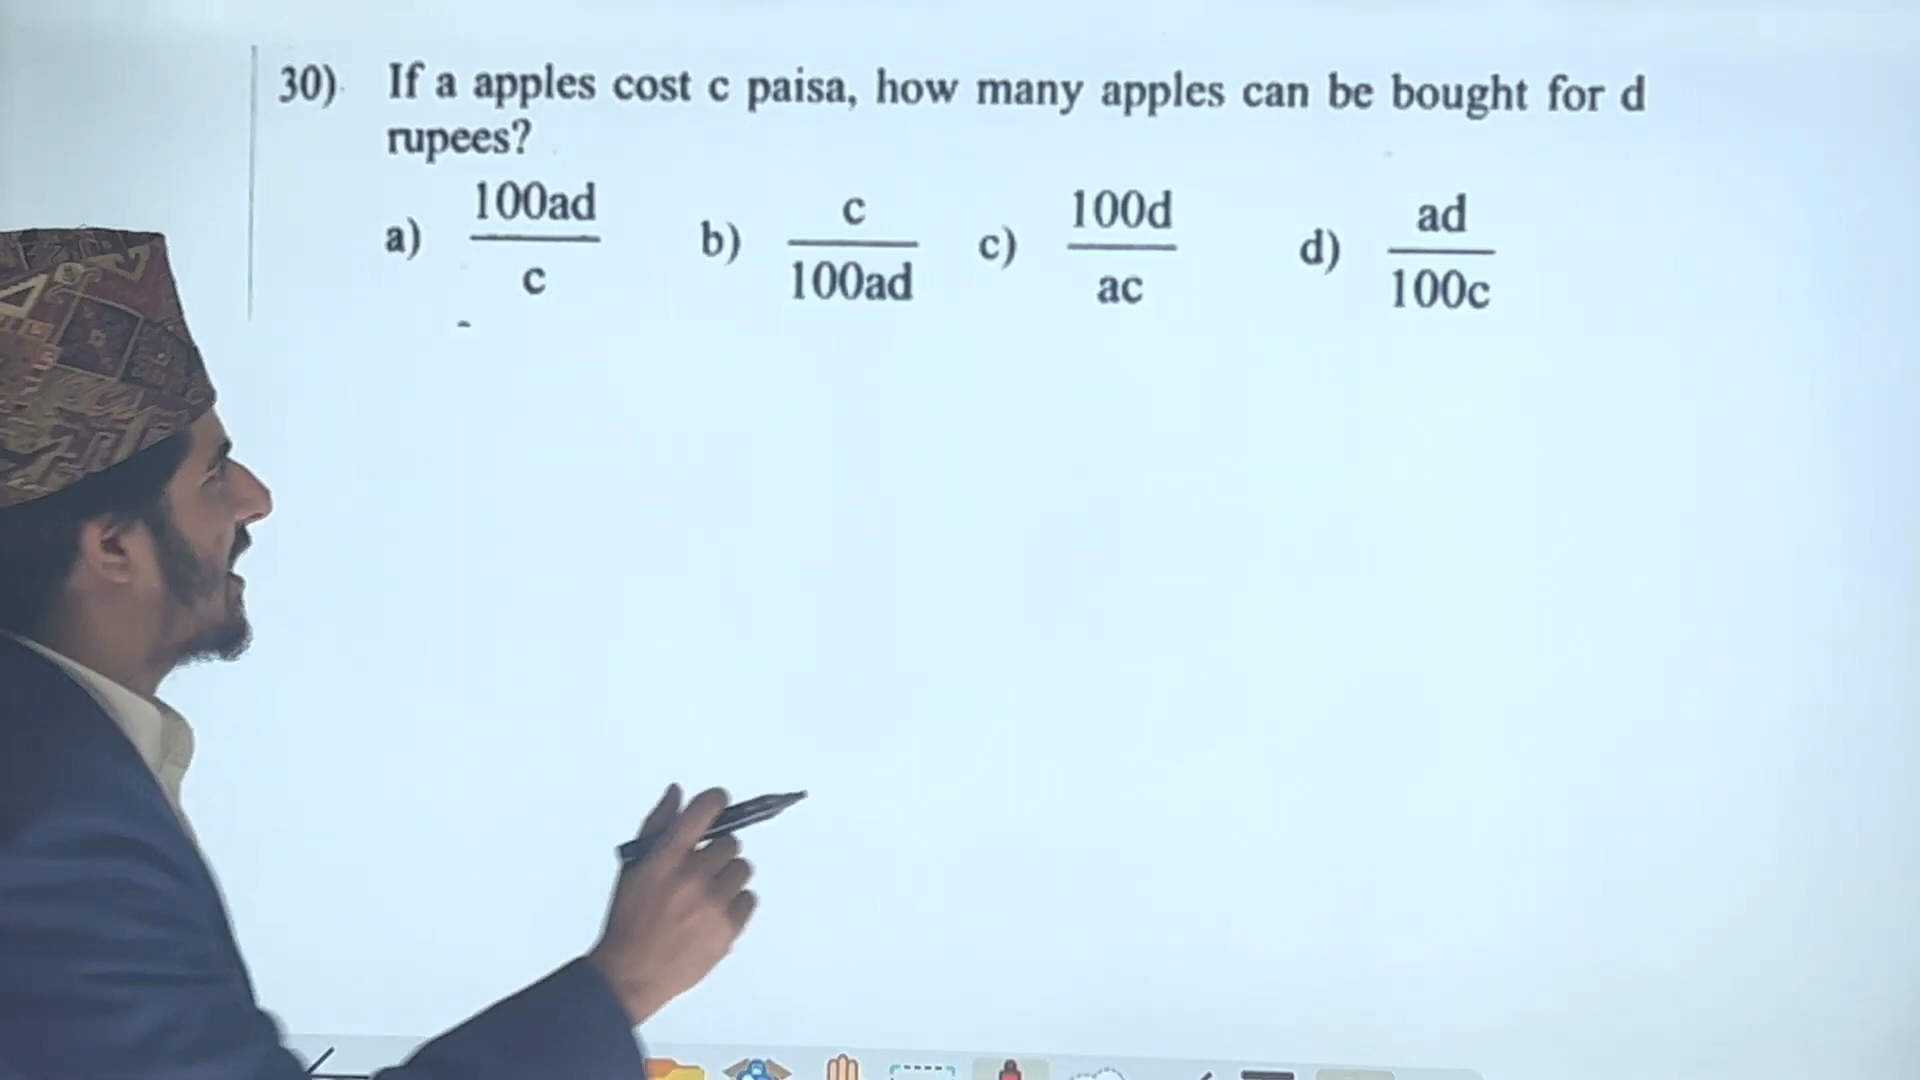 30) If a apples cost c paisa, how many apples can be bought for d
rupees?
a) 100ad/c b) c/100ad c) 100d/ac d) ad/100c